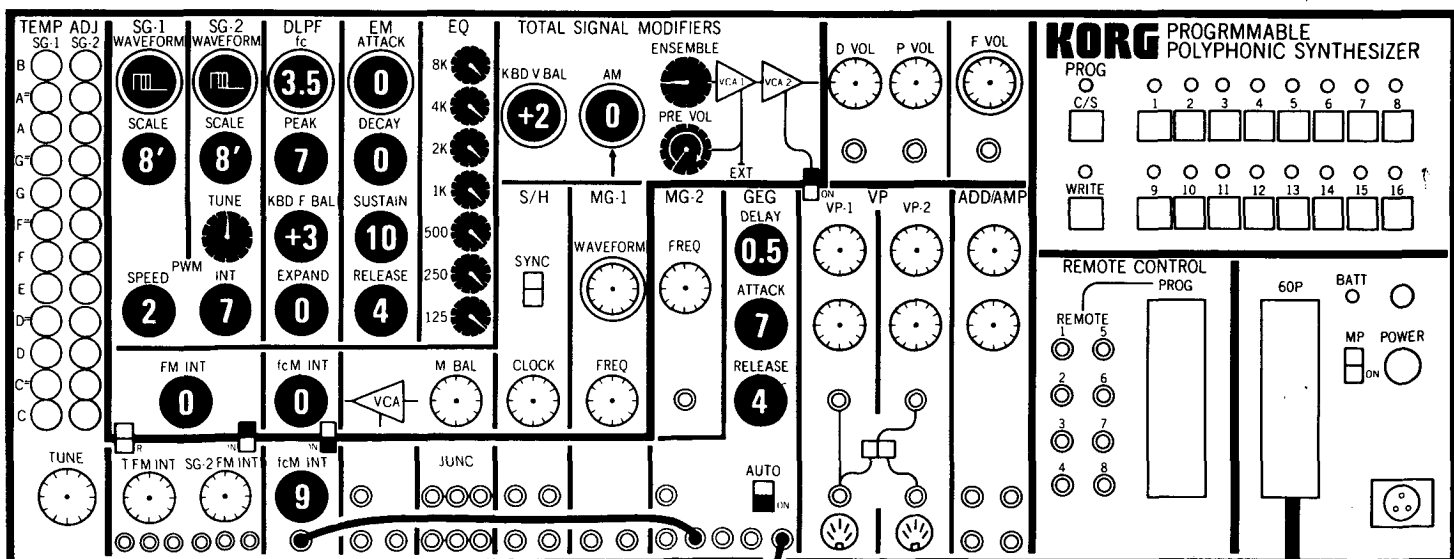 TEMP ADJ
SG-1 SG-2
B
A#
A
G#
G
F#
F
E
D#
D
C#
C
TUNE
SG-1 SG-2
WAVEFORM WAVEFORM
SCALE SCALE
8' 8'
TUNE
PWM
SPEED INT
2 7
FM INT
0
T FM INT SG-2 FM INT
DLPF
fc
3.5
PEAK
7
KBD F BAL
+3
EXPAND
0
fcM INT
0
ON ON
fcM INT
9
EM
ATTACK
0
DECAY
0
SUSTAIN
10
RELEASE
4
VCA
M BAL
JUNC
EQ
8K
4K
2K
1K
500
250
125
TOTAL SIGNAL MODIFIERS
KBD V BAL
+2
AM
0
ENSEMBLE
PRE VOL
VCA 1 VCA 2
EXT
ON
S/H
SYNC
CLOCK
MG-1
WAVEFORM
FREQ
MG-2
FREQ
GEG
DELAY
0.5
ATTACK
7
RELEASE
4
AUTO
ON
D VOL P VOL F VOL
VP
VP-1 VP-2
ADD/AMP
KORG PROGRMMABLE
POLYPHONIC SYNTHESIZER
PROG
C/S
1 2 3 4 5 6 7 8
WRITE
9 10 11 12 13 14 15 16
REMOTE CONTROL
PROG
REMOTE
1 5
2 6
3 7
4 8
60P
BATT
MP
ON
POWER